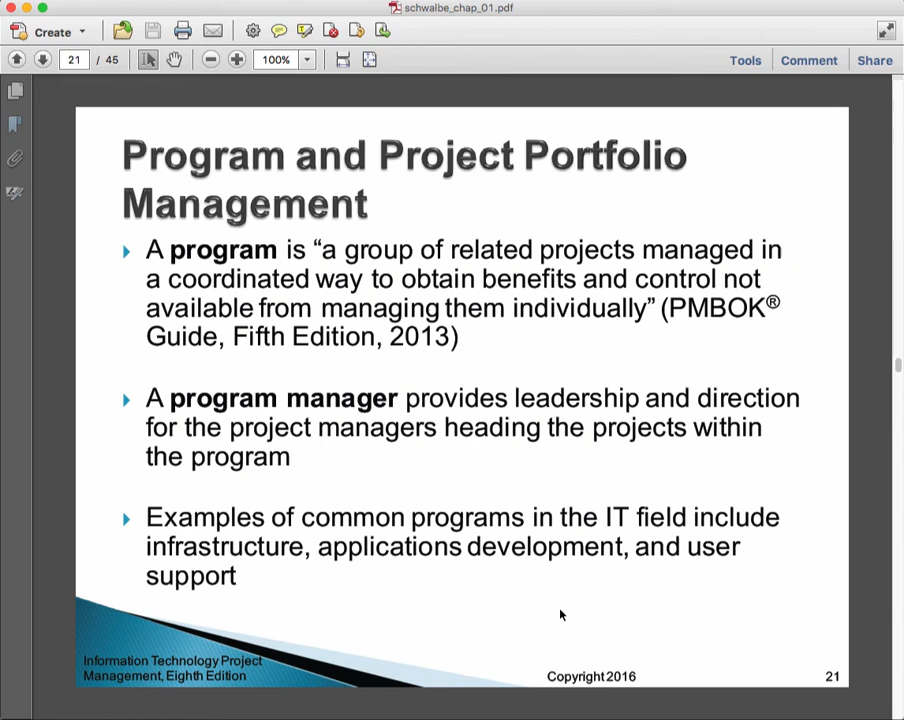 schwalbe_chap_01.pdf
Create
21 / 45
100%
Tools
Comment
Share
Program and Project Portfolio
Management
A program is “a group of related projects managed in
a coordinated way to obtain benefits and control not
available from managing them individually” (PMBOK®
Guide, Fifth Edition, 2013)
A program manager provides leadership and direction
for the project managers heading the projects within
the program
Examples of common programs in the IT field include
infrastructure, applications development, and user
support
Information Technology Project
Management, Eighth Edition
Copyright 2016
21